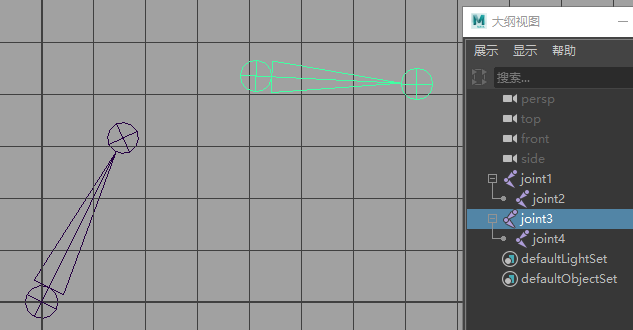 大纲视图
展示 显示 帮助
搜索...
persp
top
front
side
joint1
joint2
joint3
joint4
defaultLightSet
defaultObjectSet